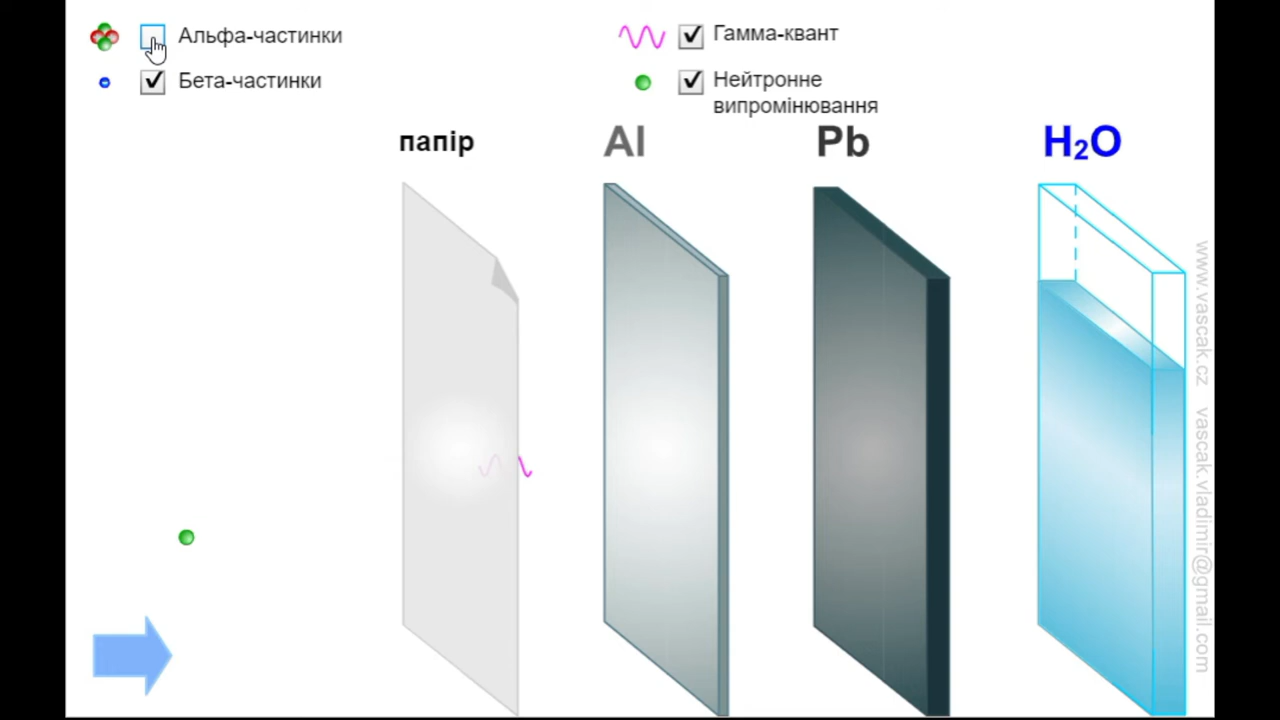 Альфа-частинки
Бета-частинки
Гамма-квант
Нейтронне
випромінювання
папір
Al
Pb
H₂O
www.vascak.cz vascak.vladimir@gmail.com